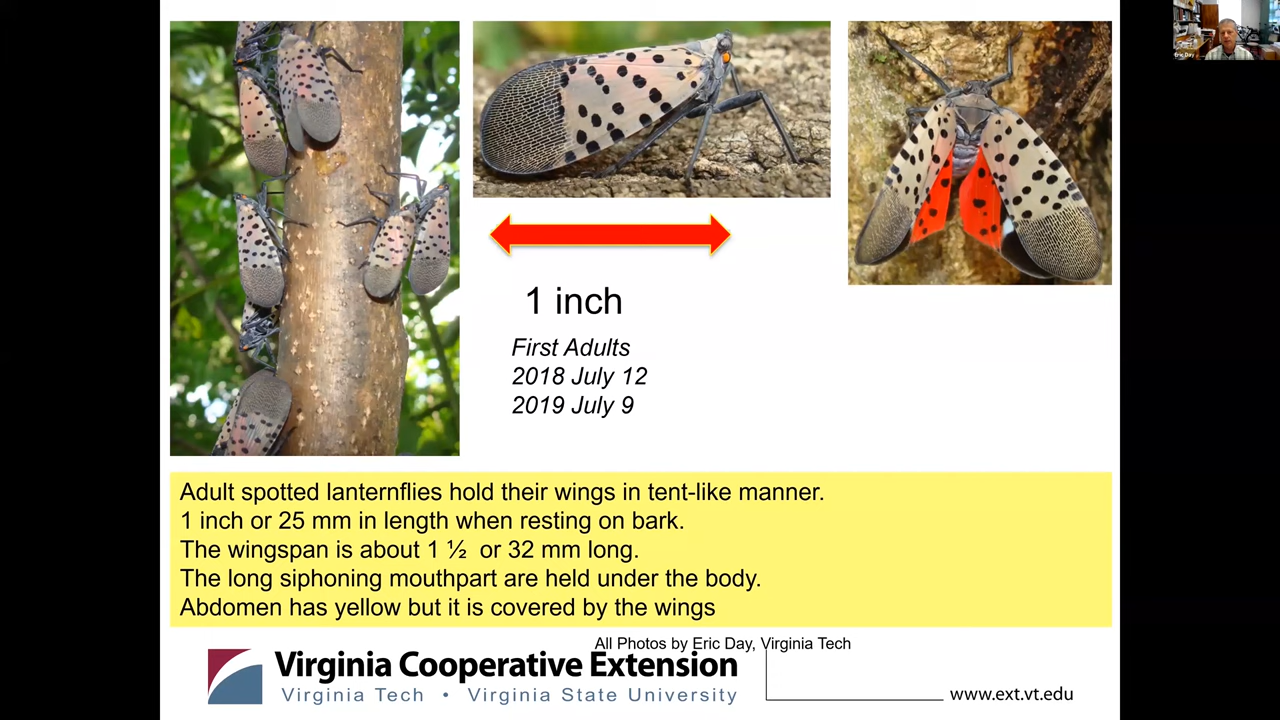 Eric Day
1 inch
First Adults
2018 July 12
2019 July 9
Adult spotted lanternflies hold their wings in tent-like manner.
1 inch or 25 mm in length when resting on bark.
The wingspan is about 1 ½ or 32 mm long.
The long siphoning mouthpart are held under the body.
Abdomen has yellow but it is covered by the wings
All Photos by Eric Day, Virginia Tech
Virginia Cooperative Extension
Virginia Tech • Virginia State University
www.ext.vt.edu